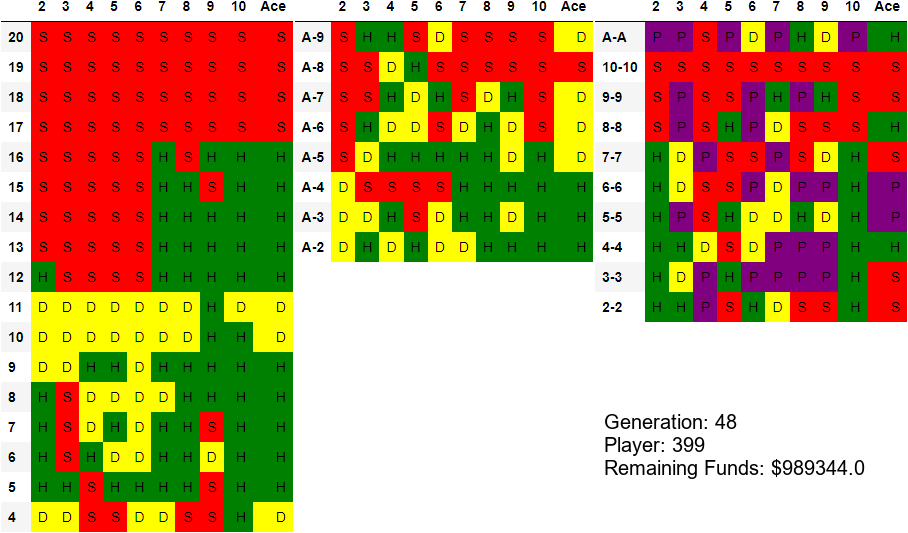 2 3 4 5 6 7 8 9 10 Ace
20 S S S S S S S S S S
19 S S S S S S S S S S
18 S S S S S S S S S S
17 S S S S S S S S S S
16 S S S S S H S H H H
15 S S S S S H H S H H
14 S S S S S H H H H H
13 S S S S S H H H H H
12 H S S S S H H H H H
11 D D D D D D D H D D
10 D D D D D D D H H D
9 D D H H D H H H H H
8 H S D D D D H H H H
7 H S D H D H H S H H
6 H S H D D H H D H H
5 H H S H H H H S H H
4 D D S S D D S S H D
2 3 4 5 6 7 8 9 10 Ace
A-9 S H H S D S S S S D
A-8 S S D H S S S S S S
A-7 S S H D H S D H S D
A-6 S H D D S D H D S D
A-5 S D H H H H H D H D
A-4 D S S S S H H H H H
A-3 D D H S D H H D H H
A-2 D H D H D D H H H H
2 3 4 5 6 7 8 9 10 Ace
A-A P P S P D P H D P H
10-10 S S S S S S S S S S
9-9 S P S S P H P H S S
8-8 S P S H P D S S S H
7-7 H D P S S P S D H S
6-6 H D S S P D P P H P
5-5 H P S H D D H D H P
4-4 H H D S D P P P H H
3-3 H D P H P P P P H S
2-2 H H P S H D S S H S
Generation: 48
Player: 399
Remaining Funds: $989344.0